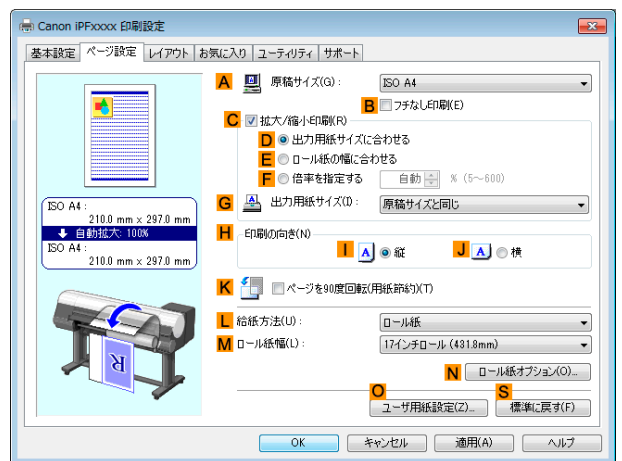 Canon iPFxxxx 印刷設定
基本設定 ページ設定 レイアウト お気に入り ユーティリティ サポート
A 原稿サイズ(G) : ISO A4
B フチなし印刷(E)
C 拡大/縮小印刷(R)
D 出力用紙サイズに合わせる
E ロール紙の幅に合わせる
F 倍率を指定する 自動 % (5～600)
G 出力用紙サイズ(I) : 原稿サイズと同じ
ISO A4 :
210.0 mm x 297.0 mm
自動拡大: 100%
ISO A4 :
210.0 mm x 297.0 mm
H 印刷の向き(N)
I A 縦 J A 横
K ページを90度回転(用紙節約)(T)
L 給紙方法(U) : ロール紙
M ロール紙幅(L) : 17インチロール (431.8mm)
R
N ロール紙オプション(O)...
O ユーザ用紙設定(Z)... S 標準に戻す(F)
OK キャンセル 適用(A) ヘルプ